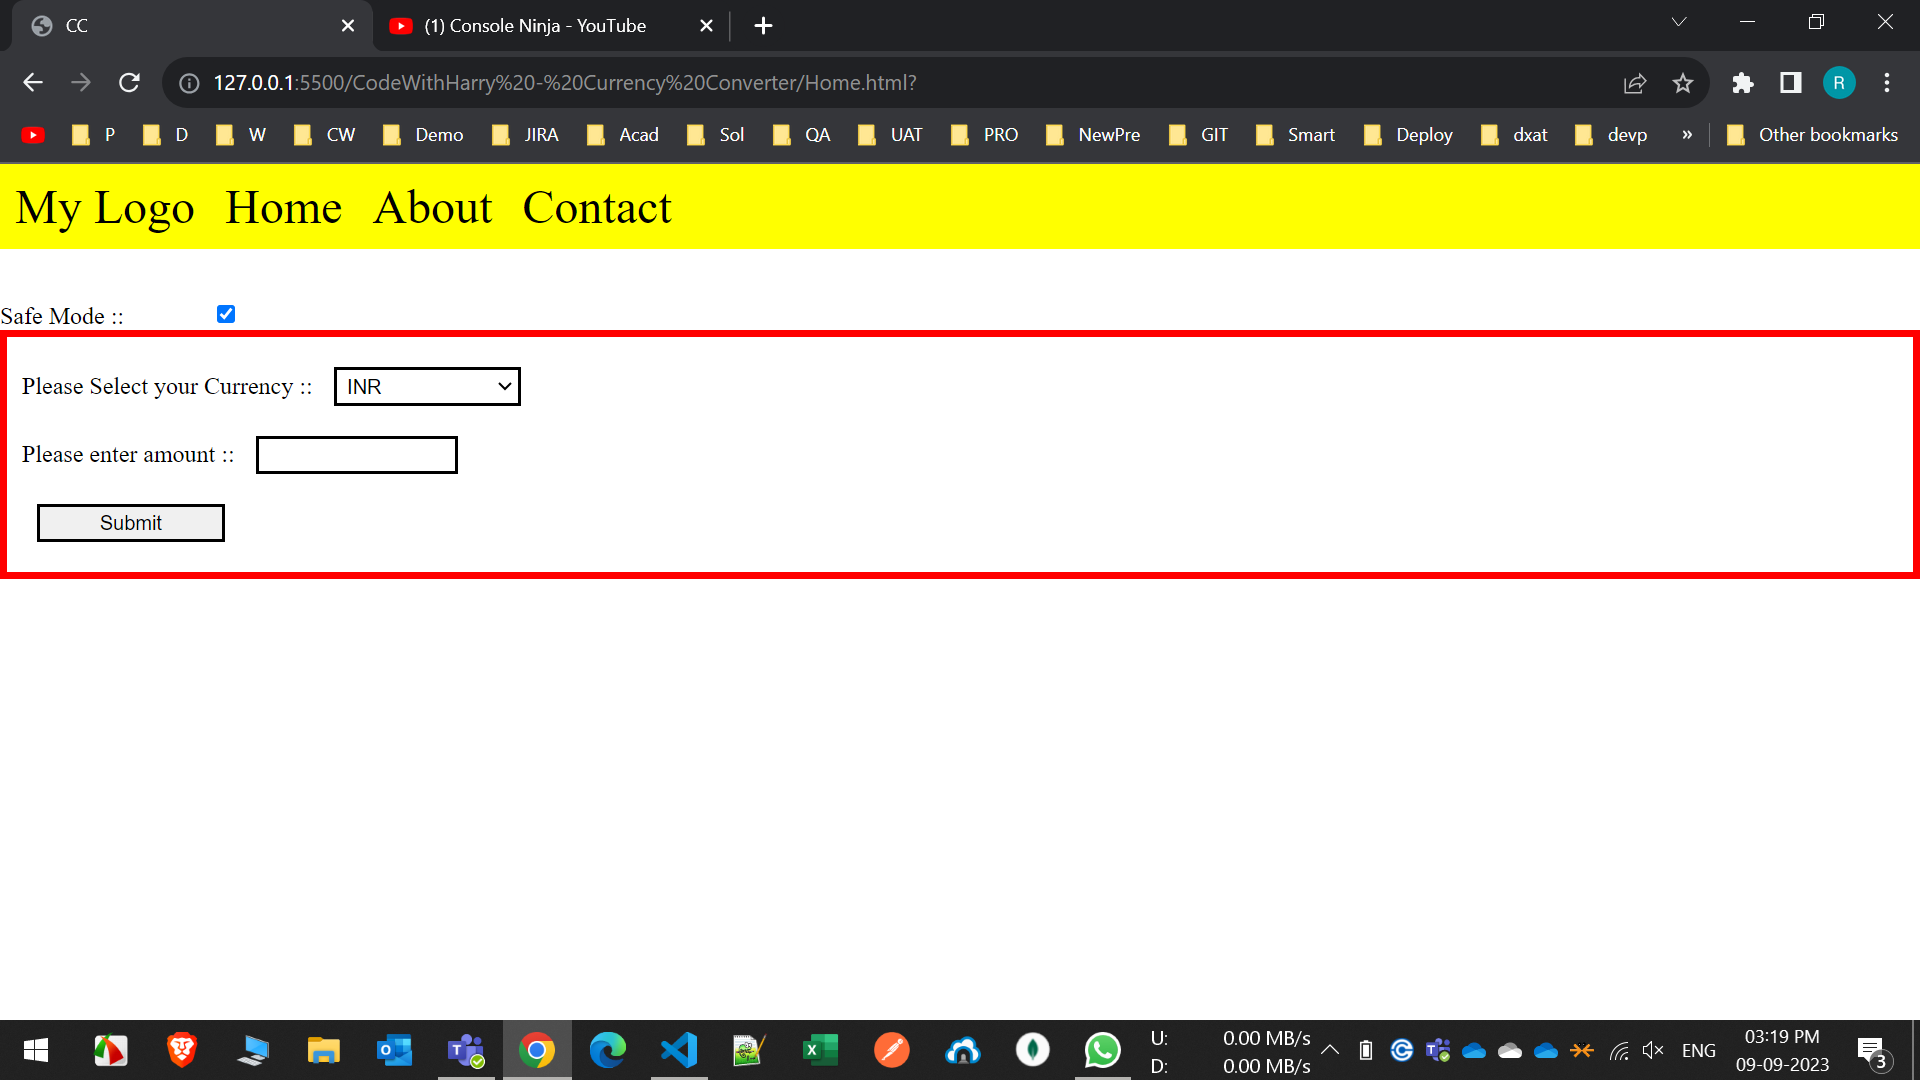 CC
(1) Console Ninja - YouTube
127.0.0.1:5500/CodeWithHarry%20-%20Currency%20Converter/Home.html?
R
P D W CW Demo JIRA Acad Sol QA UAT PRO NewPre GIT Smart Deploy dxat devp » Other bookmarks
My Logo Home About Contact
Safe Mode ::
Please Select your Currency :: INR
Please enter amount ::
Submit
U: 0.00 MB/s
D: 0.00 MB/s
ENG
03:19 PM
09-09-2023
3